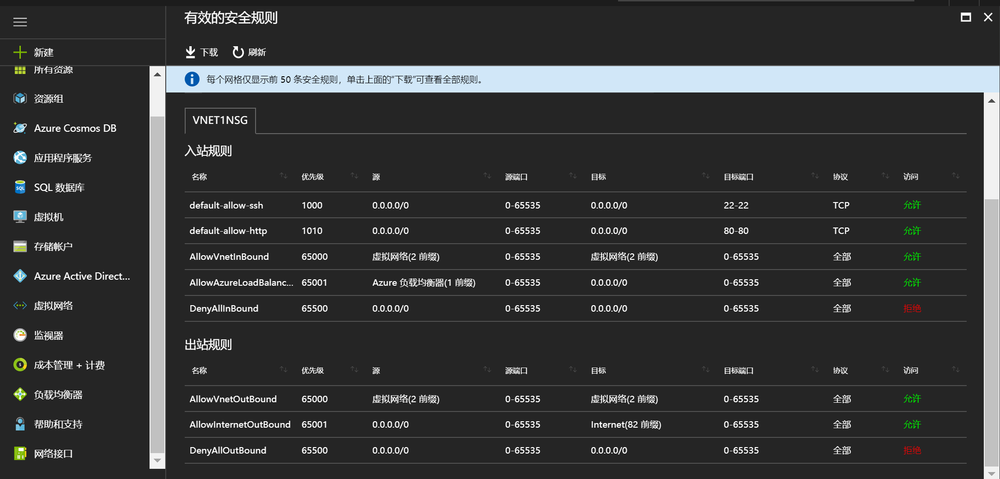 有效的安全规则
下载 刷新
每个网格仅显示前 50 条安全规则，单击上面的“下载”可查看全部规则。
新建
所有资源
资源组
Azure Cosmos DB
应用程序服务
SQL 数据库
虚拟机
存储帐户
Azure Active Direct...
虚拟网络
监视器
成本管理 + 计费
负载均衡器
帮助和支持
网络接口
VNET1NSG
入站规则
名称 优先级 源 源端口 目标 目标端口 协议 访问
default-allow-ssh 1000 0.0.0.0/0 0-65535 0.0.0.0/0 22-22 TCP 允许
default-allow-http 1010 0.0.0.0/0 0-65535 0.0.0.0/0 80-80 TCP 允许
AllowVnetInBound 65000 虚拟网络(2 前缀) 0-65535 虚拟网络(2 前缀) 0-65535 全部 允许
AllowAzureLoadBalanc... 65001 Azure 负载均衡器(1 前缀) 0-65535 0.0.0.0/0 0-65535 全部 允许
DenyAllInBound 65500 0.0.0.0/0 0-65535 0.0.0.0/0 0-65535 全部 拒绝
出站规则
名称 优先级 源 源端口 目标 目标端口 协议 访问
AllowVnetOutBound 65000 虚拟网络(2 前缀) 0-65535 虚拟网络(2 前缀) 0-65535 全部 允许
AllowInternetOutBound 65001 0.0.0.0/0 0-65535 Internet(82 前缀) 0-65535 全部 允许
DenyAllOutBound 65500 0.0.0.0/0 0-65535 0.0.0.0/0 0-65535 全部 拒绝